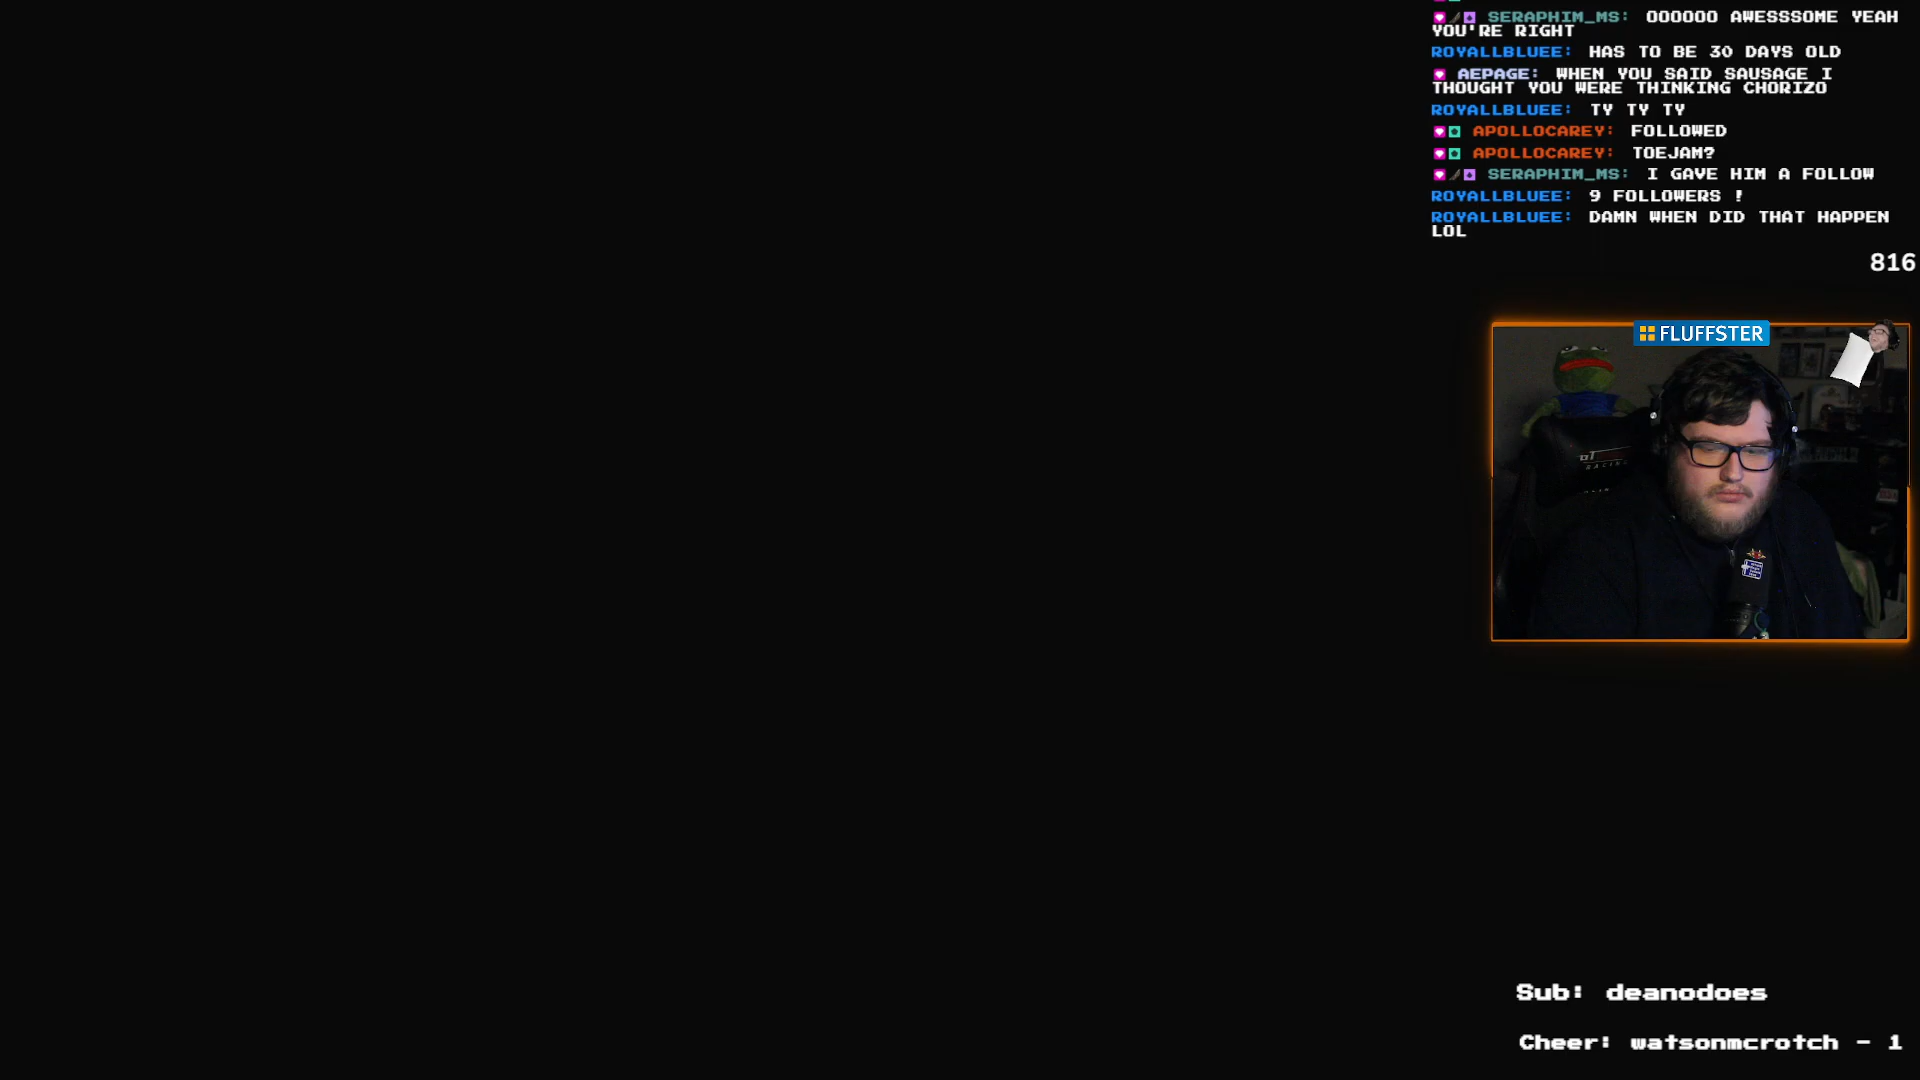 SERAPHIM_MS: OOOOOO AWESSSOME YEAH
YOU'RE RIGHT
ROYALLBLUEE: HAS TO BE 30 DAYS OLD
AEPAGE: WHEN YOU SAID SAUSAGE I
THOUGHT YOU WERE THINKING CHORIZO
ROYALLBLUEE: TY TY TY
APOLLOCAREY: FOLLOWED
APOLLOCAREY: TOEJAM?
SERAPHIM_MS: I GAVE HIM A FOLLOW
ROYALLBLUEE: 9 FOLLOWERS !
ROYALLBLUEE: DAMN WHEN DID THAT HAPPEN
LOL
816
FLUFFSTER
GT
RACING
Sub: deanodoes
Cheer: watsonmcrotch - 1